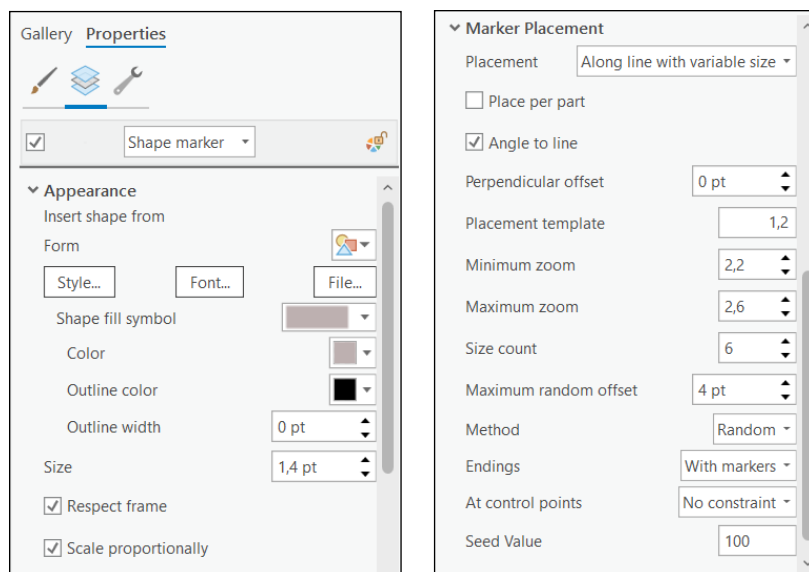 Gallery Properties
Shape marker
Appearance
Insert shape from
Form
Style... Font... File...
Shape fill symbol
Color
Outline color
Outline width 0 pt
Size 1,4 pt
Respect frame
Scale proportionally
Marker Placement
Placement Along line with variable size
Place per part
Angle to line
Perpendicular offset 0 pt
Placement template 1,2
Minimum zoom 2,2
Maximum zoom 2,6
Size count 6
Maximum random offset 4 pt
Method Random
Endings With markers
At control points No constraint
Seed Value 100